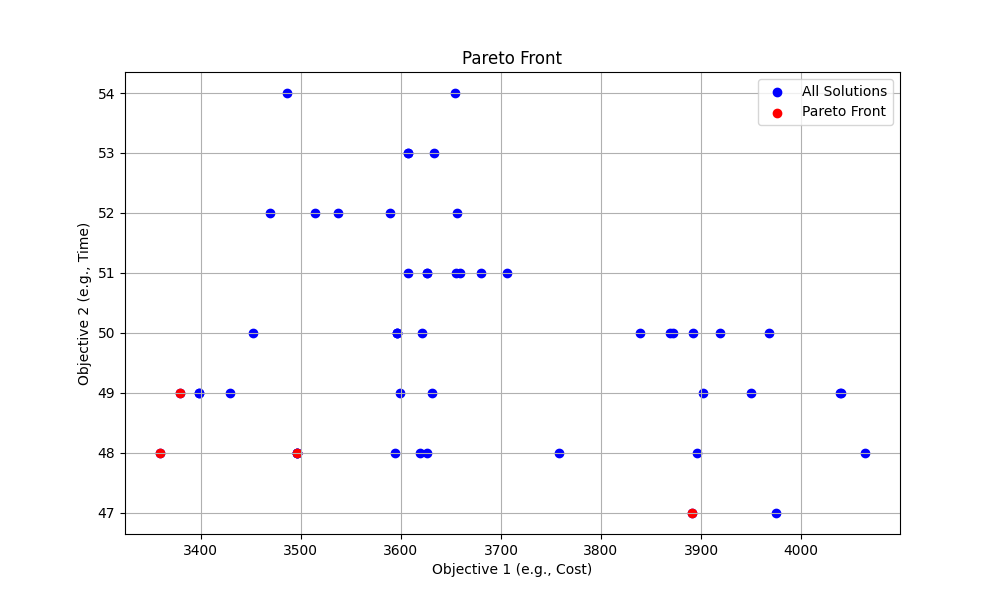 Pareto Front
All Solutions
Pareto Front
54
53
52
51
50
49
48
47
Objective 2 (e.g., Time)
3400 3500 3600 3700 3800 3900 4000
Objective 1 (e.g., Cost)